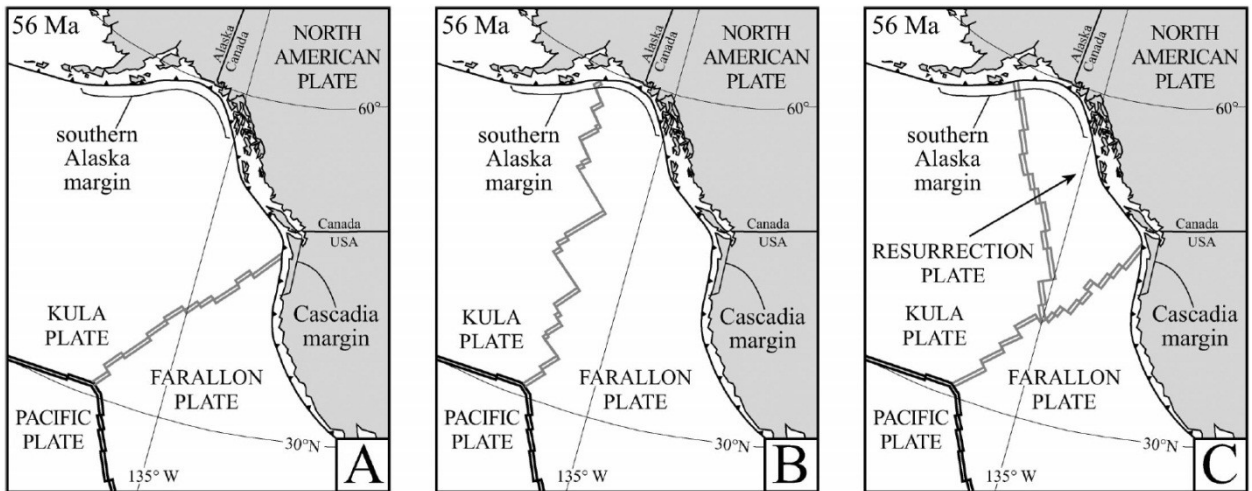 56 Ma
Alaska
Canada
NORTH
AMERICAN
PLATE
60°
southern
Alaska
margin
Canada
USA
KULA
PLATE
Cascadia
margin
FARALLON
PLATE
PACIFIC
PLATE
30°N
135° W
A
56 Ma
Alaska
Canada
NORTH
AMERICAN
PLATE
60°
southern
Alaska
margin
Canada
USA
KULA
PLATE
Cascadia
margin
FARALLON
PLATE
PACIFIC
PLATE
30°N
135° W
B
56 Ma
Alaska
Canada
NORTH
AMERICAN
PLATE
60°
southern
Alaska
margin
Canada
USA
RESURRECTION
PLATE
KULA
PLATE
Cascadia
margin
FARALLON
PLATE
PACIFIC
PLATE
30°N
135° W
C